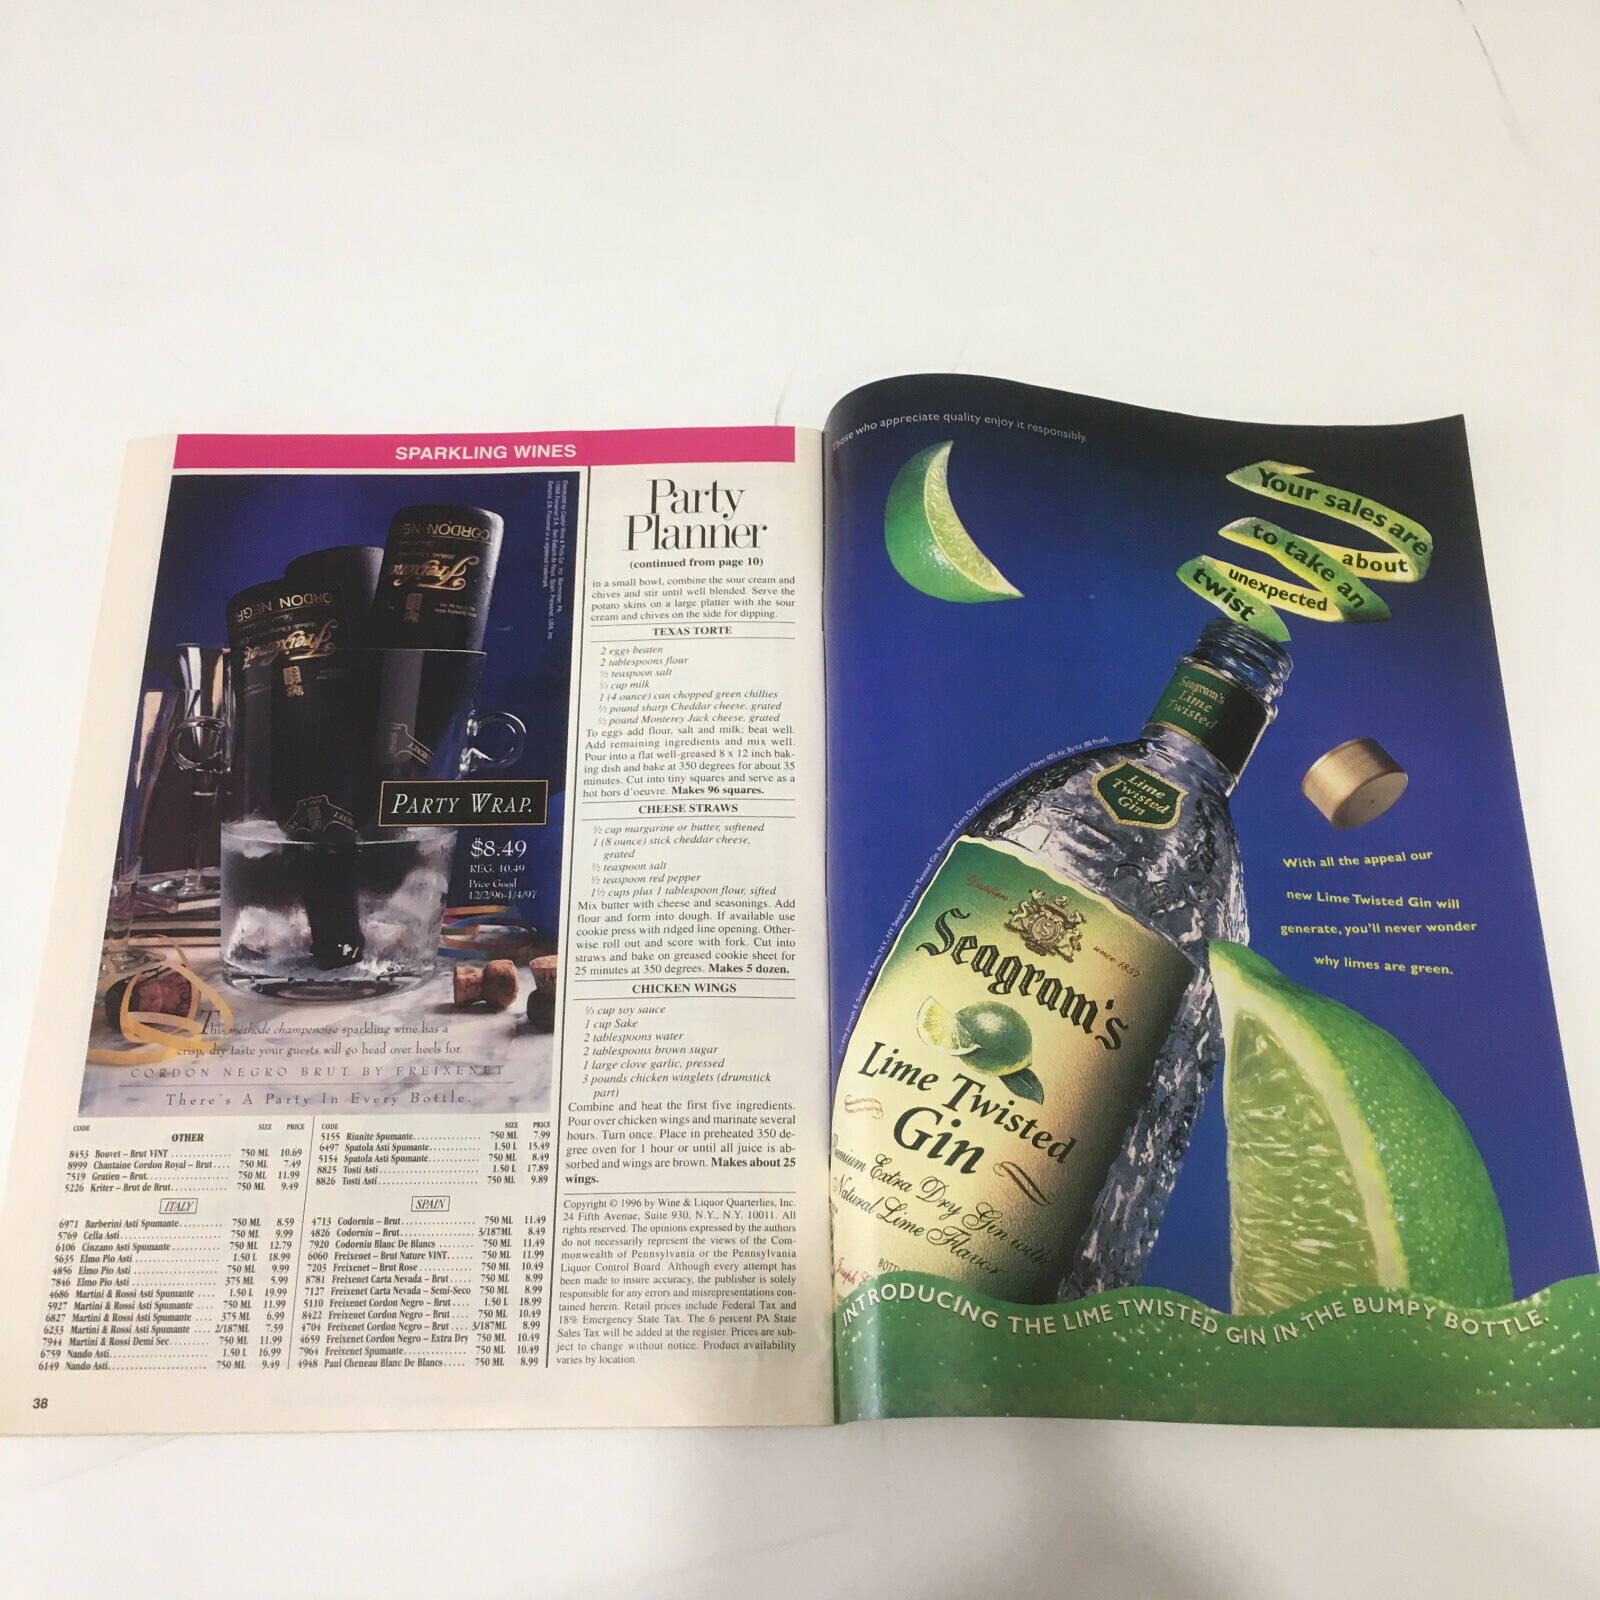 SPARKLING WINES
CORDON NEGRO
Freixenet
CORDON NE
Freixenet
PARTY WRAP.
$8.49
REG. 10.49
Price Good
12/2/96-1/4/97
This méthode champenoise sparkling wine has a
crisp, dry taste your guests will go head over heels for.
CORDON NEGRO BRUT BY FREIXENET
There's A Party In Every Bottle.
CODE SIZE PRICE
OTHER
8453 Bouvet – Brut VINT 750 ML 10.69
8999 Chantaine Cordon Royal – Brut 750 ML 7.49
7519 Gratien – Brut 750 ML 11.99
5226 Kriter – Brut de Brut 750 ML 9.49
ITALY
6971 Barberini Asti Spumante 750 ML 8.59
5769 Cella Asti 750 ML 9.99
6106 Cinzano Asti Spumante 750 ML 12.79
5635 Elmo Pio Asti 1.50 L 18.99
4856 Elmo Pio Asti 750 ML 9.99
7846 Elmo Pio Asti 375 ML 5.99
4686 Martini & Rossi Asti Spumante 1.50 L 19.99
5927 Martini & Rossi Asti Spumante 750 ML 11.99
6827 Martini & Rossi Asti Spumante 375 ML 6.99
6233 Martini & Rossi Asti Spumante 2/187ML 7.59
7944 Martini & Rossi Demi Sec 750 ML 11.99
6759 Nando Asti 1.50 L 16.99
6149 Nando Asti 750 ML 9.49
38
CODE SIZE PRICE
5155 Riunite Spumante 750 ML 7.99
6497 Spatola Asti Spumante 1.50 L 15.49
5154 Spatola Asti Spumante 750 ML 8.49
8825 Tosti Asti 1.50 L 17.89
8826 Tosti Asti 750 ML 9.89
SPAIN
4713 Codorniu – Brut 750 ML 11.49
4826 Codorniu – Brut 3/187ML 8.49
7920 Codorniu Blanc De Blancs 750 ML 11.49
6060 Freixenet – Brut Nature VINT 750 ML 11.99
7203 Freixenet – Brut Rose 750 ML 10.49
8781 Freixenet Carta Nevada – Brut 750 ML 8.99
7127 Freixenet Carta Nevada – Semi-Seco 750 ML 8.99
5110 Freixenet Cordon Negro – Brut 1.50 L 18.99
8422 Freixenet Cordon Negro – Brut 750 ML 10.49
4704 Freixenet Cordon Negro – Brut 3/187ML 8.99
4659 Freixenet Cordon Negro – Extra Dry 750 ML 10.49
7964 Freixenet Spumante 750 ML 10.49
4948 Paul Cheneau Blanc De Blancs 750 ML 8.99
Party
Planner
(continued from page 10)
in a small bowl, combine the sour cream and
chives and stir until well blended. Serve the
potato skins on a large platter with the sour
cream and chives on the side for dipping.
TEXAS TORTE
2 eggs beaten
2 tablespoons flour
½ teaspoon salt
⅓ cup milk
1 (4 ounce) can chopped green chillies
½ pound sharp Cheddar cheese, grated
½ pound Monterey Jack cheese, grated
To eggs add flour, salt and milk; beat well.
Add remaining ingredients and mix well.
Pour into a flat well-greased 8 x 12 inch bak-
ing dish and bake at 350 degrees for about 35
minutes. Cut into tiny squares and serve as a
hot hors d'oeuvre. Makes 96 squares.
CHEESE STRAWS
½ cup margarine or butter, softened
1 (8 ounce) stick cheddar cheese,
grated
½ teaspoon salt
½ teaspoon red pepper
1½ cups plus 1 tablespoon flour, sifted
Mix butter with cheese and seasonings. Add
flour and form into dough. If available use
cookie press with ridged line opening. Other-
wise roll out and score with fork. Cut into
straws and bake on greased cookie sheet for
25 minutes at 350 degrees. Makes 5 dozen.
CHICKEN WINGS
⅓ cup soy sauce
1 cup Sake
2 tablespoons water
2 tablespoons brown sugar
1 large clove garlic, pressed
3 pounds chicken winglets (drumstick
part)
Combine and heat the first five ingredients.
Pour over chicken wings and marinate several
hours. Turn once. Place in preheated 350 de-
gree oven for 1 hour or until all juice is ab-
sorbed and wings are brown. Makes about 25
wings.
Copyright © 1996 by Wine & Liquor Quarterlies, Inc.
24 Fifth Avenue, Suite 930, N.Y., N.Y. 10011. All
rights reserved. The opinions expressed by the authors
do not necessarily represent the views of the Com-
monwealth of Pennsylvania or the Pennsylvania
Liquor Control Board. Although every attempt has
been made to insure accuracy, the publisher is solely
responsible for any errors and misrepresentations con-
tained herein. Retail prices include Federal Tax and
18% Emergency State Tax. The 6 percent PA State
Sales Tax will be added at the register. Prices are sub-
ject to change without notice. Product availability
varies by location.
Those who appreciate quality enjoy it responsibly.
Your sales are
about
to take an
unexpected
twist
Seagram's
Lime
Twisted
Lime
Twisted
Gin
Seagram's
since 1857
Lime Twisted
Gin
Premium Extra Dry Gin with
Natural Lime Flavor
With all the appeal our
new Lime Twisted Gin will
generate, you'll never wonder
why limes are green.
INTRODUCING THE LIME TWISTED GIN IN THE BUMPY BOTTLE.